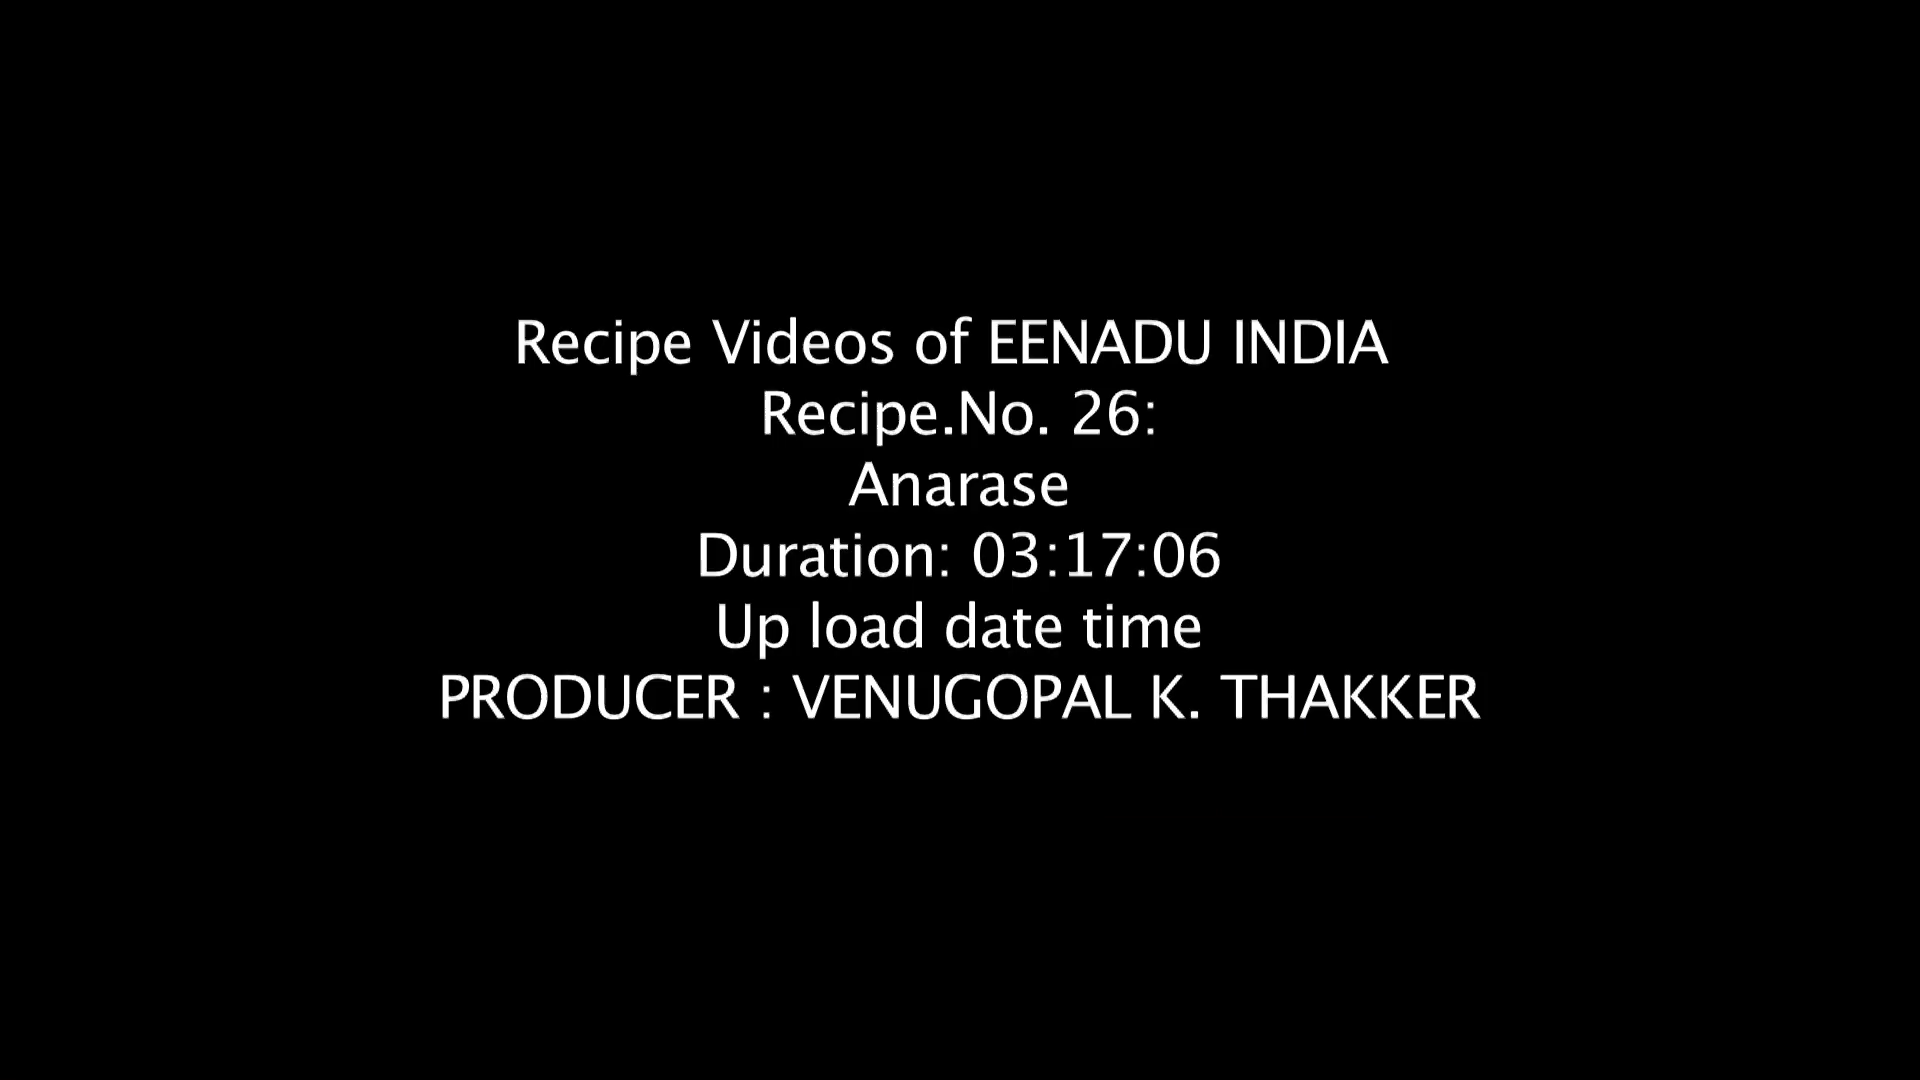 Recipe Videos of EENADU INDIA
Recipe.No. 26:
Anarase
Duration: 03:17:06
Up load date time
PRODUCER : VENUGOPAL K. THAKKER